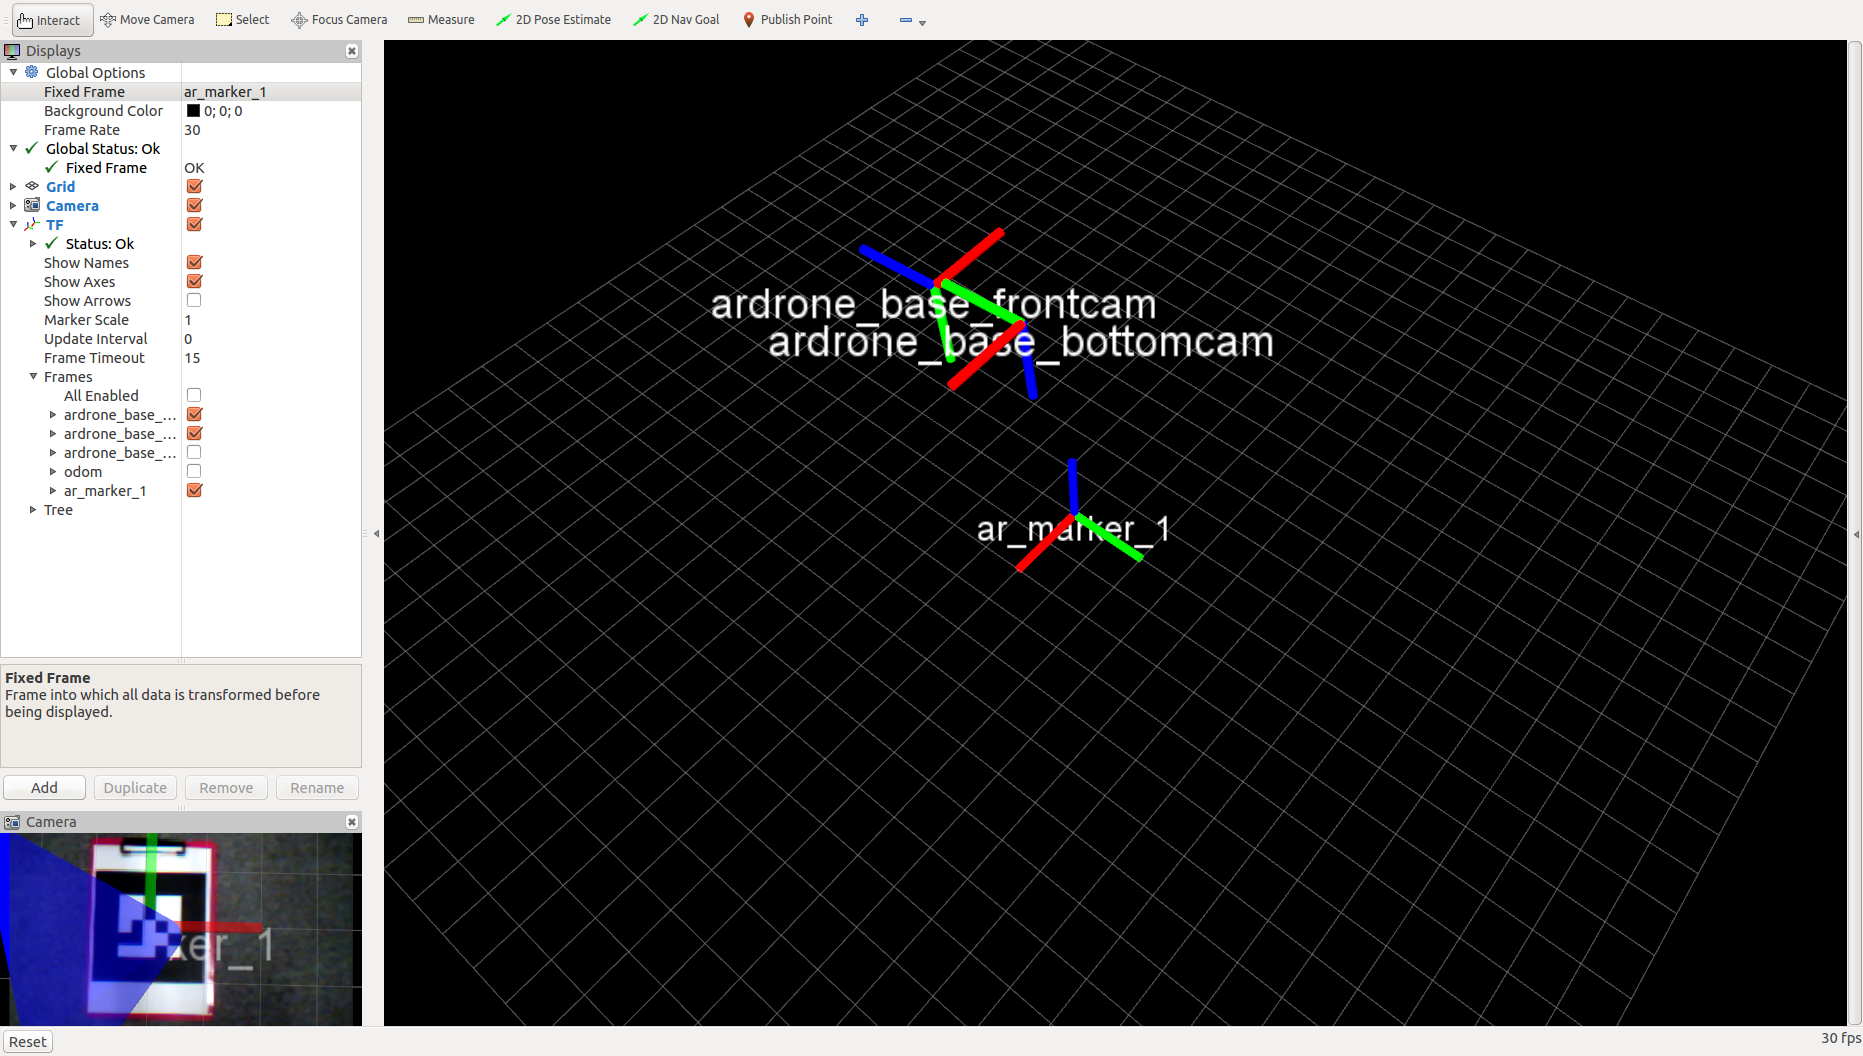 Interact Move Camera Select Focus Camera Measure 2D Pose Estimate 2D Nav Goal Publish Point
Displays
Global Options
Fixed Frame ar_marker_1
Background Color 0; 0; 0
Frame Rate 30
Global Status: Ok
Fixed Frame OK
Grid
Camera
TF
Status: Ok
Show Names
Show Axes
Show Arrows
Marker Scale 1
Update Interval 0
Frame Timeout 15
Frames
All Enabled
ardrone_base_...
ardrone_base_...
ardrone_base_...
odom
ar_marker_1
Tree
Fixed Frame
Frame into which all data is transformed before
being displayed.
Add Duplicate Remove Rename
Camera
ker_1
Reset
ardrone_base_frontcam
ardrone_base_bottomcam
ar_marker_1
30 fps